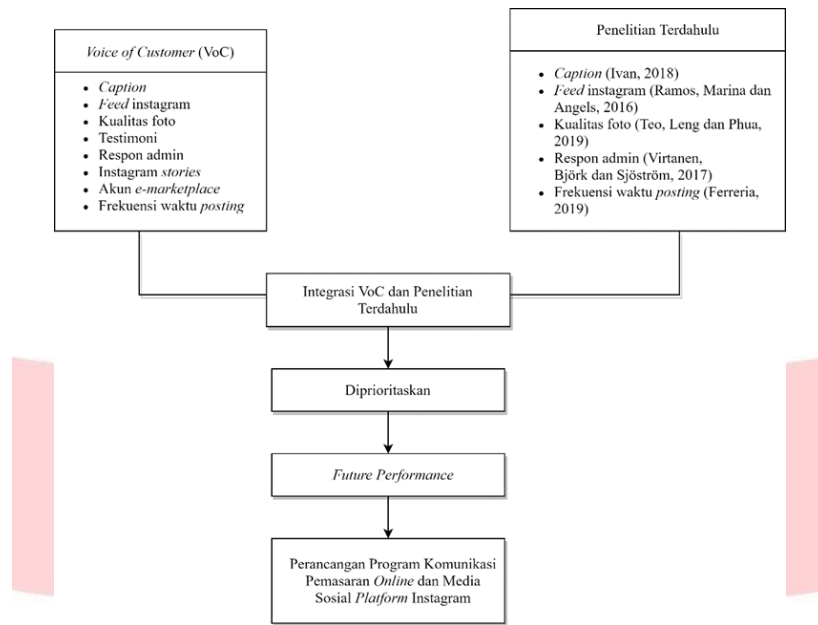 Voice of Customer (VoC)
• Caption
• Feed instagram
• Kualitas foto
• Testimoni
• Respon admin
• Instagram stories
• Akun e-marketplace
• Frekuensi waktu posting
Penelitian Terdahulu
• Caption (Ivan, 2018)
• Feed instagram (Ramos, Marina dan
Angels, 2016)
• Kualitas foto (Teo, Leng dan Phua,
2019)
• Respon admin (Virtanen,
Björk dan Sjöström, 2017)
• Frekuensi waktu posting (Ferreria,
2019)
Integrasi VoC dan Penelitian
Terdahulu
Diprioritaskan
Future Performance
Perancangan Program Komunikasi
Pemasaran Online dan Media
Sosial Platform Instagram